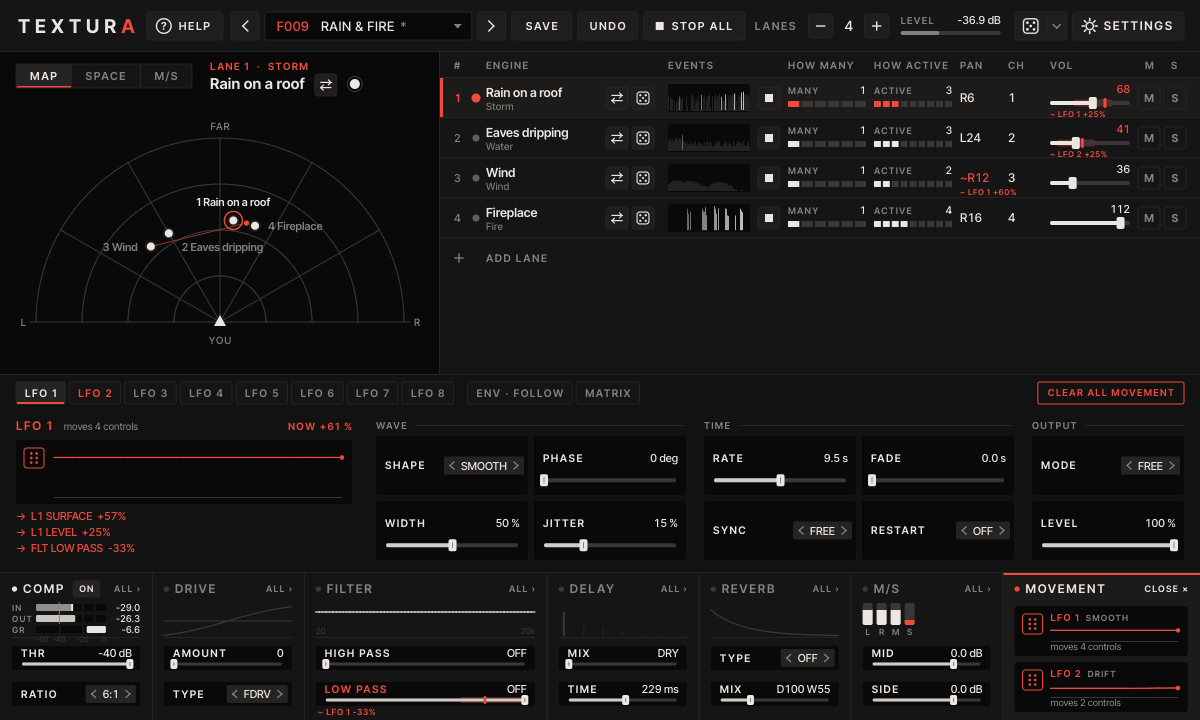 TEXTURA
HELP
F009 RAIN & FIRE *
SAVE
UNDO
STOP ALL
LANES
4
LEVEL -36.9 dB
SETTINGS
MAP
SPACE
M/S
LANE 1 · STORM
Rain on a roof
FAR
1 Rain on a roof
4 Fireplace
3 Wind
2 Eaves dripping
L
R
YOU
# ENGINE EVENTS HOW MANY HOW ACTIVE PAN CH VOL M S
1 Rain on a roof MANY 1 ACTIVE 3 R6 1 68 M S
Storm ~ LFO 1 +25%
2 Eaves dripping MANY 1 ACTIVE 3 L24 2 41 M S
Water ~ LFO 2 +25%
3 Wind MANY 1 ACTIVE 2 ~R12 3 36 M S
Wind ~ LFO 1 +60%
4 Fireplace MANY 1 ACTIVE 4 R16 4 112 M S
Fire
+ ADD LANE
LFO 1
LFO 2
LFO 3
LFO 4
LFO 5
LFO 6
LFO 7
LFO 8
ENV · FOLLOW
MATRIX
CLEAR ALL MOVEMENT
LFO 1 moves 4 controls NOW +61 %
→ L1 SURFACE +57%
→ L1 LEVEL +25%
→ FLT LOW PASS -33%
WAVE
SHAPE < SMOOTH >
PHASE 0 deg
WIDTH 50 %
JITTER 15 %
TIME
RATE 9.5 s
FADE 0.0 s
SYNC < FREE >
RESTART < OFF >
OUTPUT
MODE < FREE >
LEVEL 100 %
COMP ON ALL ›
IN -29.0
OUT -26.3
GR -6.6
-60 -40 -20 0
THR -40 dB
RATIO < 6:1 >
DRIVE ALL ›
AMOUNT 0
TYPE < FDRV >
FILTER ALL ›
20 20k
HIGH PASS OFF
LOW PASS OFF
~ LFO 1 -33%
DELAY ALL ›
MIX DRY
TIME 229 ms
REVERB ALL ›
TYPE < OFF >
MIX D100 W55
M/S ALL ›
L R M S
MID 0.0 dB
SIDE 0.0 dB
MOVEMENT CLOSE ×
LFO 1 SMOOTH
moves 4 controls
LFO 2 DRIFT
moves 2 controls